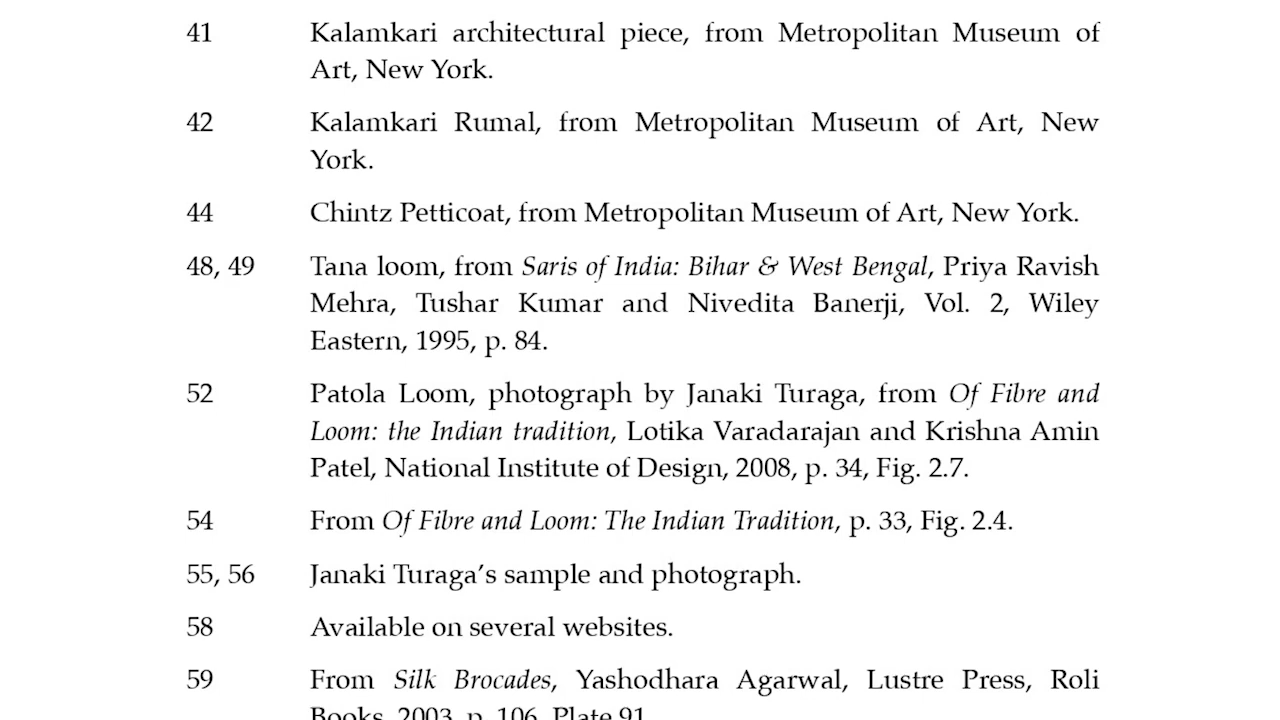 41 Kalamkari architectural piece, from Metropolitan Museum of
Art, New York.
42 Kalamkari Rumal, from Metropolitan Museum of Art, New
York.
44 Chintz Petticoat, from Metropolitan Museum of Art, New York.
48, 49 Tana loom, from Saris of India: Bihar & West Bengal, Priya Ravish
Mehra, Tushar Kumar and Nivedita Banerji, Vol. 2, Wiley
Eastern, 1995, p. 84.
52 Patola Loom, photograph by Janaki Turaga, from Of Fibre and
Loom: the Indian tradition, Lotika Varadarajan and Krishna Amin
Patel, National Institute of Design, 2008, p. 34, Fig. 2.7.
54 From Of Fibre and Loom: The Indian Tradition, p. 33, Fig. 2.4.
55, 56 Janaki Turaga's sample and photograph.
58 Available on several websites.
59 From Silk Brocades, Yashodhara Agarwal, Lustre Press, Roli
Books, 2003, p. 106, Plate 91